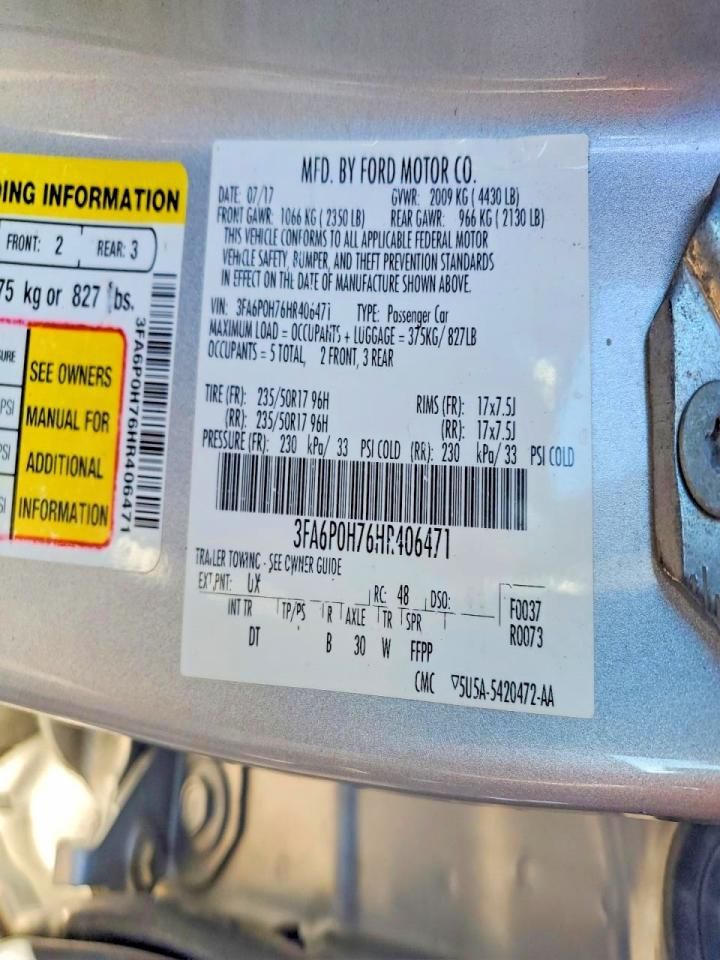 DING INFORMATION
FRONT: 2 REAR: 3
75 kg or 827 lbs.
URE
PSI
PSI
SI
SEE OWNERS
MANUAL FOR
ADDITIONAL
INFORMATION
3FA6P0H76HR406471
MFD. BY FORD MOTOR CO.
DATE: 07/17 GVWR: 2009 KG (4430 LB)
FRONT GAWR: 1066 KG (2350 LB) REAR GAWR: 966 KG (2130 LB)
THIS VEHICLE CONFORMS TO ALL APPLICABLE FEDERAL MOTOR
VEHICLE SAFETY, BUMPER, AND THEFT PREVENTION STANDARDS
IN EFFECT ON THE DATE OF MANUFACTURE SHOWN ABOVE.
VIN: 3FA6P0H76HR406471 TYPE: Passenger Car
MAXIMUM LOAD = OCCUPANTS + LUGGAGE = 375KG/ 827LB
OCCUPANTS = 5 TOTAL, 2 FRONT, 3 REAR
TIRE (FR): 235/50R17 96H RIMS (FR): 17x7.5J
(RR): 235/50R17 96H (RR): 17x7.5J
PRESSURE (FR): 230 kPa/ 33 PSI COLD (RR): 230 kPa/ 33 PSI COLD
3FA6P0H76HR406471
TRAILER TOWING - SEE OWNER GUIDE
EXT PNT: UX RC: 48 DSO: F0037
INT TR TP/PS R AXLE TR SPR R0073
DT B 30 W FFPP
CMC ▽5U5A-5420472-AA